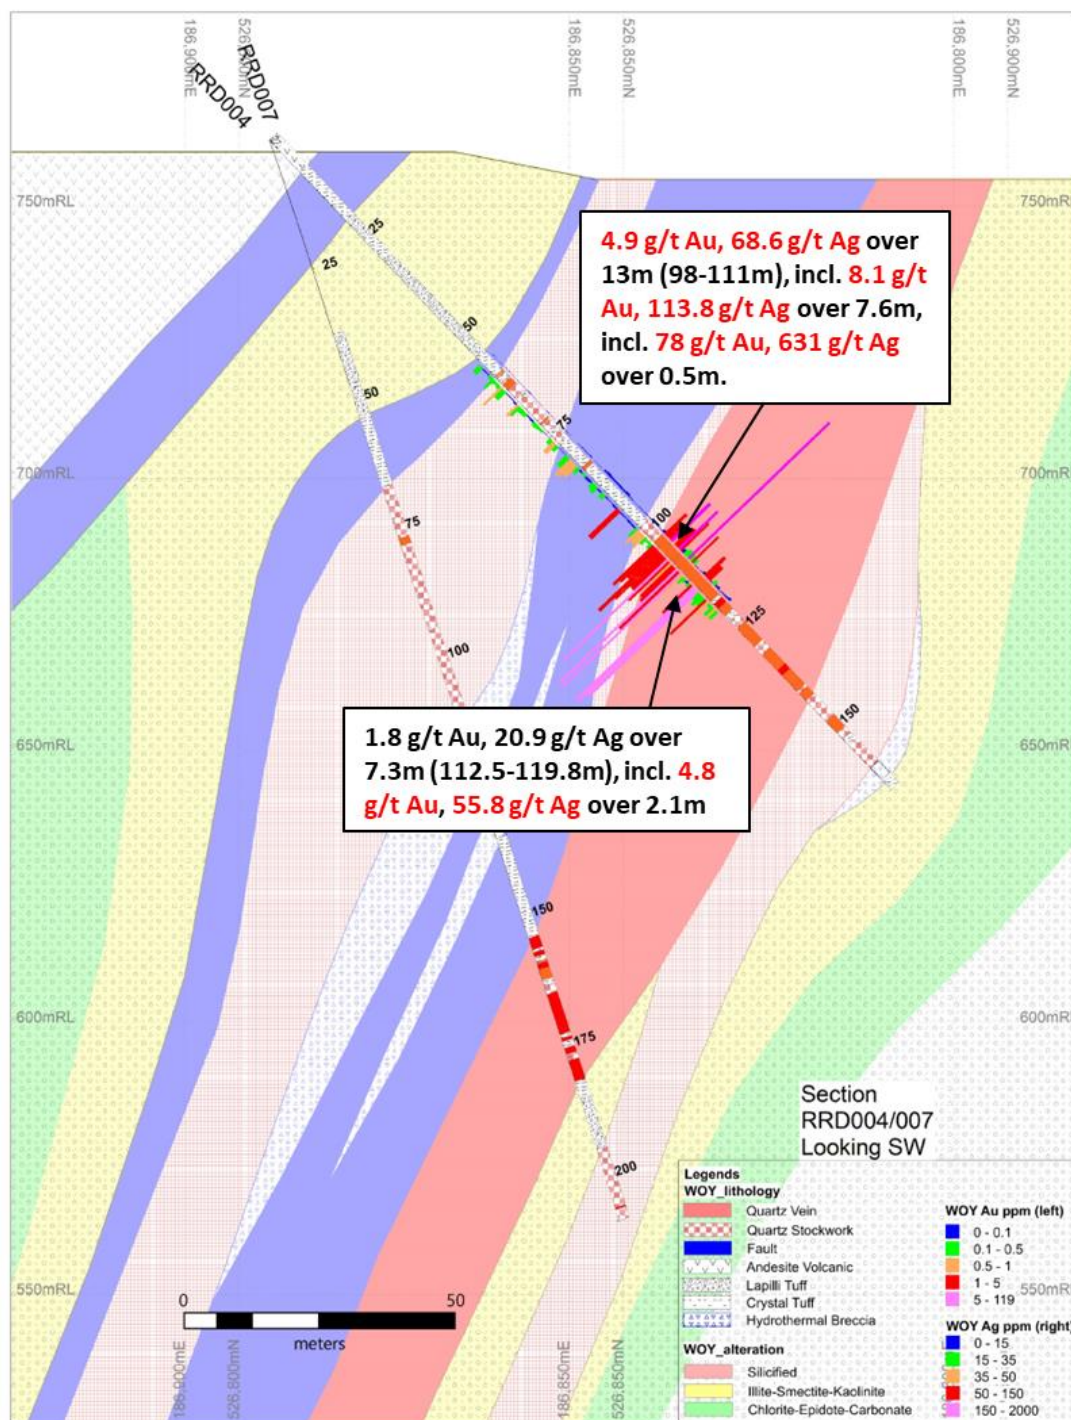 186,900mE
526,800mN
186,850mE
526,850mN
186,800mE
526,900mN
RRD007
RRD004
750mRL
750mRL
25
25
4.9 g/t Au, 68.6 g/t Ag over
13m (98-111m), incl. 8.1 g/t
Au, 113.8 g/t Ag over 7.6m,
incl. 78 g/t Au, 631 g/t Ag
over 0.5m.
50
50
75
700mRL
700mRL
75
100
125
100
150
1.8 g/t Au, 20.9 g/t Ag over
7.3m (112.5-119.8m), incl. 4.8
g/t Au, 55.8 g/t Ag over 2.1m
650mRL
650mRL
150
600mRL
600mRL
175
200
Section
RRD004/007
Looking SW
550mRL
550mRL
0 50
meters
186,900mE
526,800mN
186,850mE
526,850mN
Legends
WOY_lithology
Quartz Vein
Quartz Stockwork
Fault
Andesite Volcanic
Lapilli Tuff
Crystal Tuff
Hydrothermal Breccia
WOY_alteration
Silicified
Illite-Smectite-Kaolinite
Chlorite-Epidote-Carbonate
WOY Au ppm (left)
0 - 0.1
0.1 - 0.5
0.5 - 1
1 - 5
5 - 119
WOY Ag ppm (right)
0 - 15
15 - 35
35 - 50
50 - 150
150 - 2000